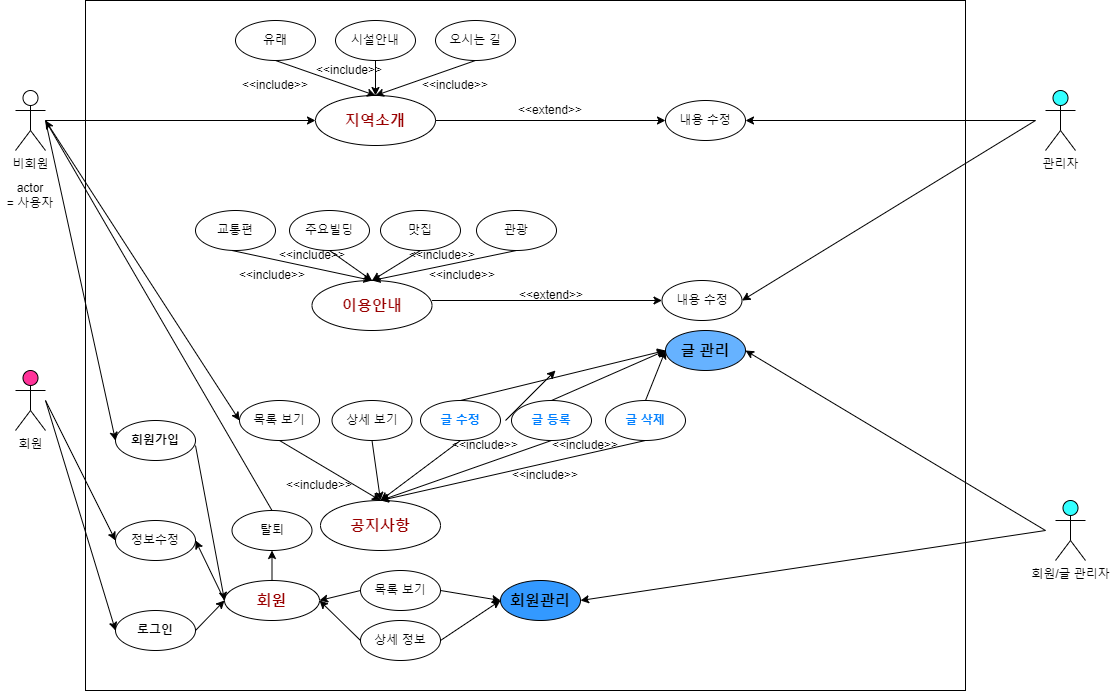 유래
시설안내
오시는 길
<<include>>
<<include>>
<<include>>
지역소개
<<extend>>
내용 수정
비회원
actor
= 사용자
관리자
교통편
주요빌딩
맛집
관광
<<include>>
<<include>>
<<include>>
<<include>>
이용안내
<<extend>>
내용 수정
글 관리
회원
목록 보기
상세 보기
글 수정
글 등록
글 삭제
회원가입
<<include>>
<<include>>
<<include>>
<<include>>
공지사항
정보수정
탈퇴
회원/글 관리자
목록 보기
회원
회원관리
로그인
상세 정보